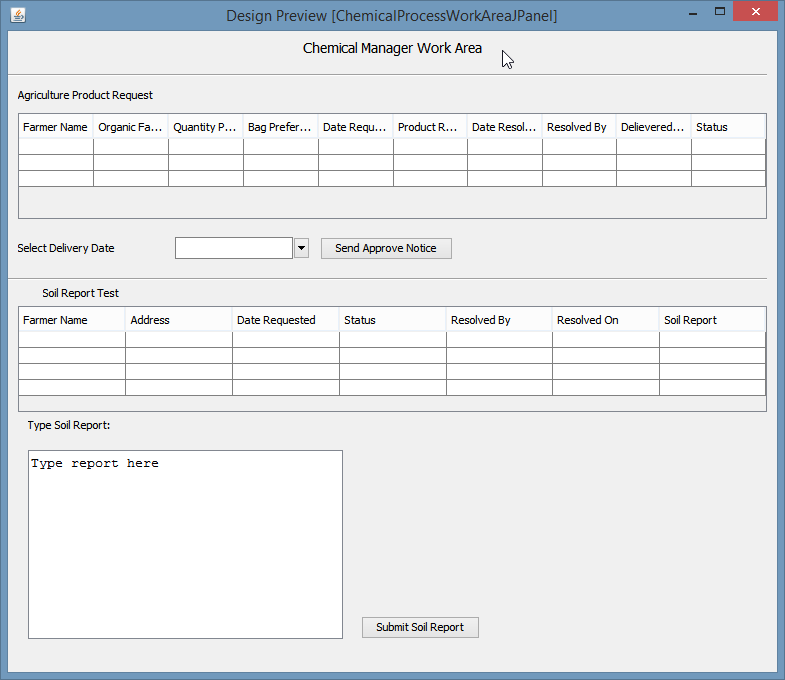 Design Preview [ChemicalProcessWorkAreaJPanel]
Chemical Manager Work Area
Agriculture Product Request
Farmer Name Organic Fa... Quantity P... Bag Prefer... Date Requ... Product R... Date Resol... Resolved By Delievered... Status
Select Delivery Date Send Approve Notice
Soil Report Test
Farmer Name Address Date Requested Status Resolved By Resolved On Soil Report
Type Soil Report:
Type report here
Submit Soil Report